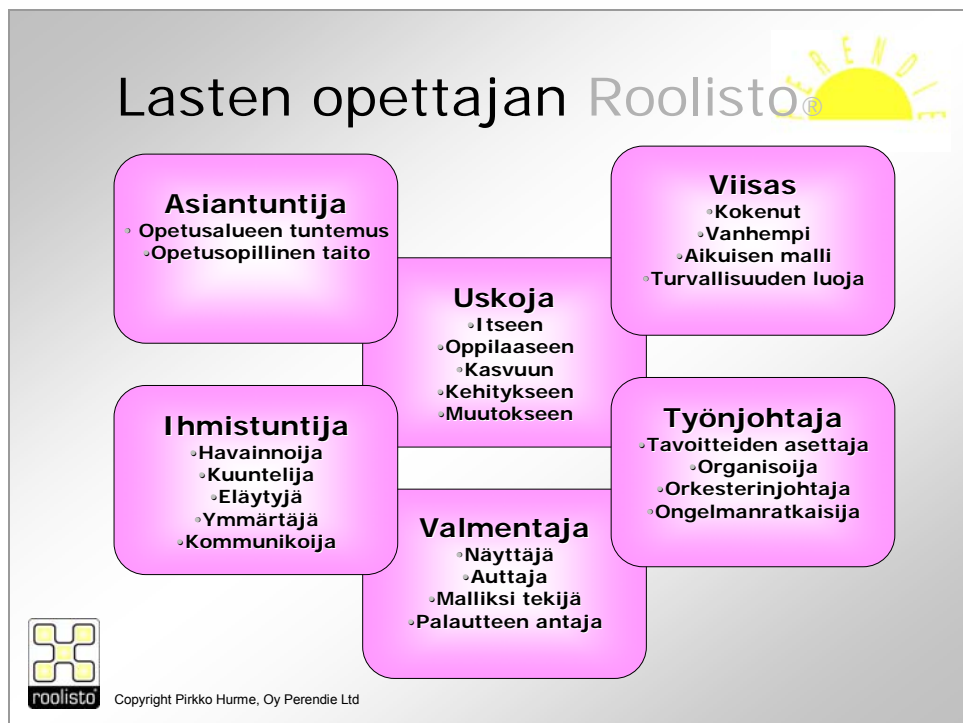 PERENDIE
Lasten opettajan Roolisto®
Asiantuntija
• Opetusalueen tuntemus
•Opetusopillinen taito
Viisas
•Kokenut
•Vanhempi
•Aikuisen malli
•Turvallisuuden luoja
Uskoja
•Itseen
•Oppilaaseen
•Kasvuun
•Kehitykseen
•Muutokseen
Ihmistuntija
•Havainnoija
•Kuuntelija
•Eläytyjä
•Ymmärtäjä
•Kommunikoija
Työnjohtaja
•Tavoitteiden asettaja
•Organisoija
•Orkesterinjohtaja
•Ongelmanratkaisija
Valmentaja
•Näyttäjä
•Auttaja
•Malliksi tekijä
•Palautteen antaja
roolisto
Copyright Pirkko Hurme, Oy Perendie Ltd